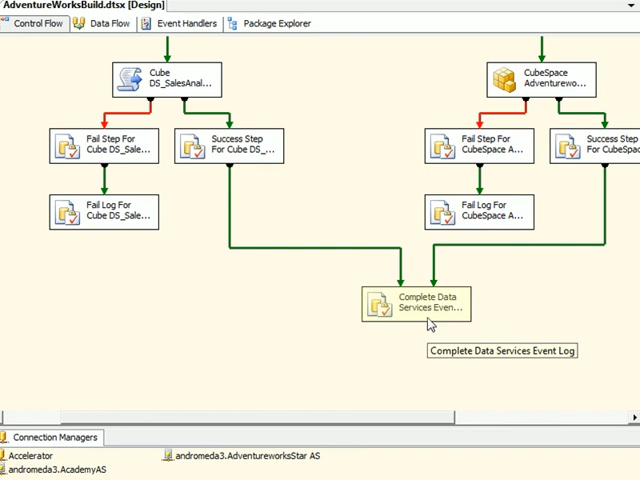 AdventureWorksBuild.dtsx [Design]
Control Flow
Data Flow
Event Handlers
Package Explorer
Cube
DS_SalesAnal...
CubeSpace
Adventurewo...
Fail Step For
Cube DS_Sale...
Success Step
For Cube DS_...
Fail Step For
CubeSpace A...
Success Step
For CubeSpac
Fail Log For
Cube DS_Sale...
Fail Log For
CubeSpace A...
Complete Data
Services Even...
Complete Data Services Event Log
Connection Managers
Accelerator
andromeda3.AdventureworksStar AS
andromeda3.AcademyAS